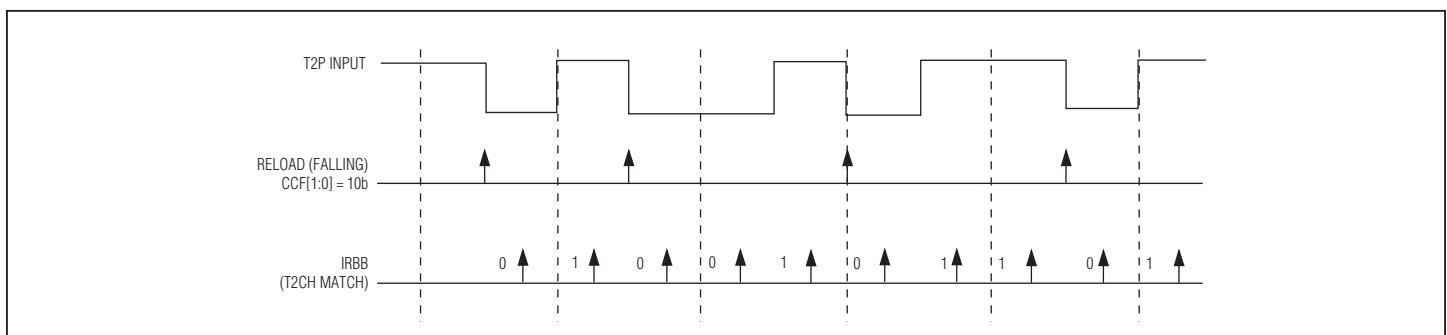 T2P INPUT
RELOAD (FALLING)
CCF[1:0] = 10b
IRBB
(T2CH MATCH)
0 1 0 0 1 0 1 1 0 1